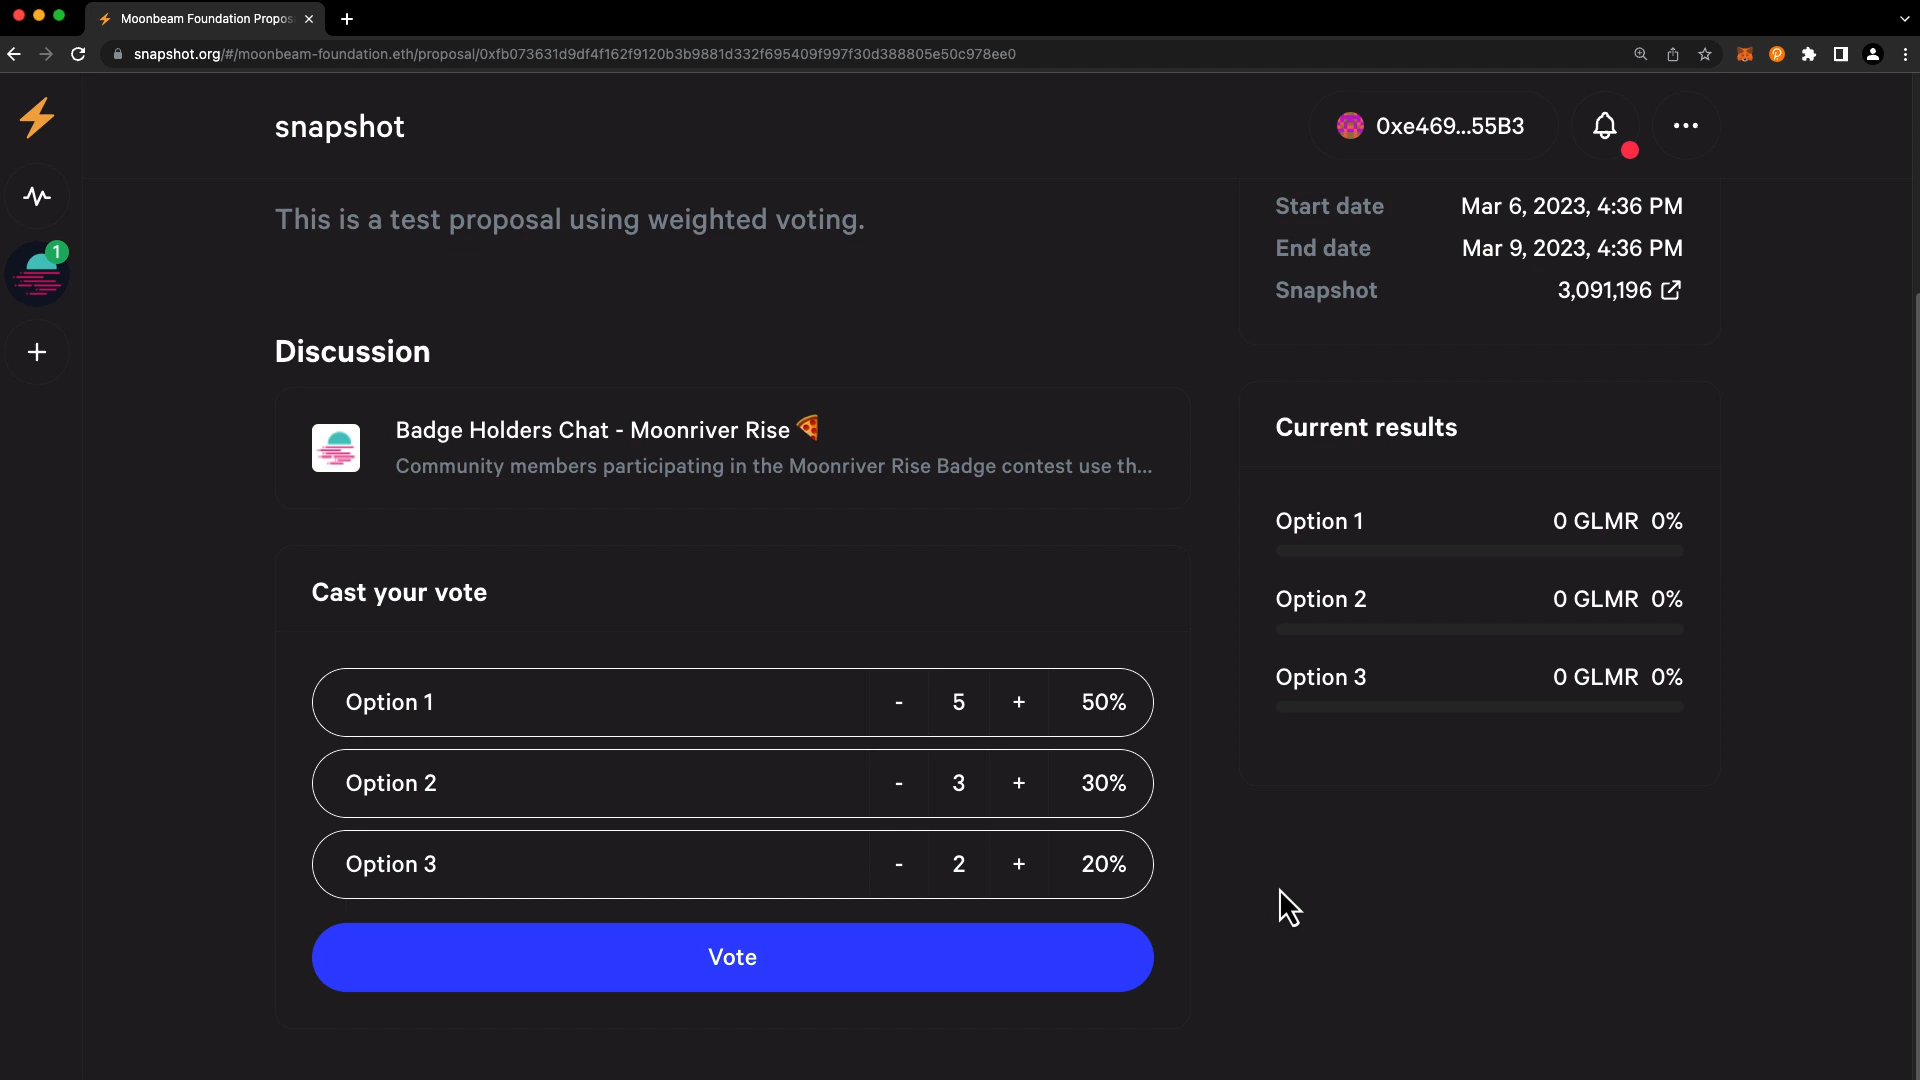 Moonbeam Foundation Propos
snapshot.org/#/moonbeam-foundation.eth/proposal/0xfb073631d9df4f162f9120b3b9881d332f695409f997f30d388805e50c978ee0
snapshot
0xe469...55B3
1
This is a test proposal using weighted voting.
Start date Mar 6, 2023, 4:36 PM
End date Mar 9, 2023, 4:36 PM
Snapshot 3,091,196
Discussion
Badge Holders Chat - Moonriver Rise 🍕
Community members participating in the Moonriver Rise Badge contest use th...
Current results
Option 1 0 GLMR 0%
Option 2 0 GLMR 0%
Option 3 0 GLMR 0%
Cast your vote
Option 1 - 5 + 50%
Option 2 - 3 + 30%
Option 3 - 2 + 20%
Vote